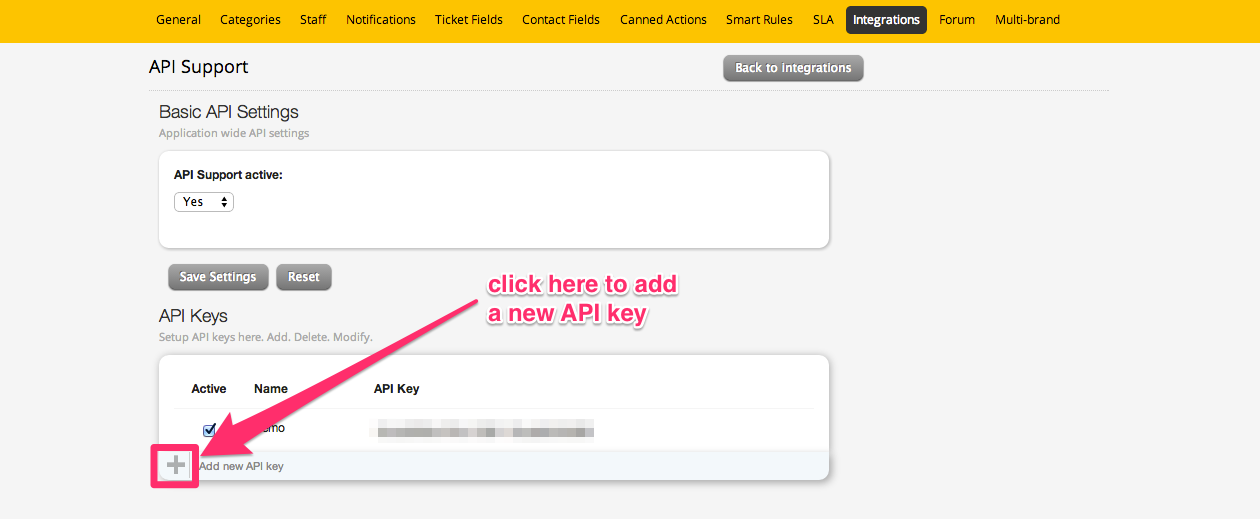 General Categories Staff Notifications Ticket Fields Contact Fields Canned Actions Smart Rules SLA Integrations Forum Multi-brand
API Support
Back to integrations
Basic API Settings
Application wide API settings
API Support active:
Yes
Save Settings Reset
click here to add
a new API key
API Keys
Setup API keys here. Add. Delete. Modify.
Active Name API Key
Add new API key